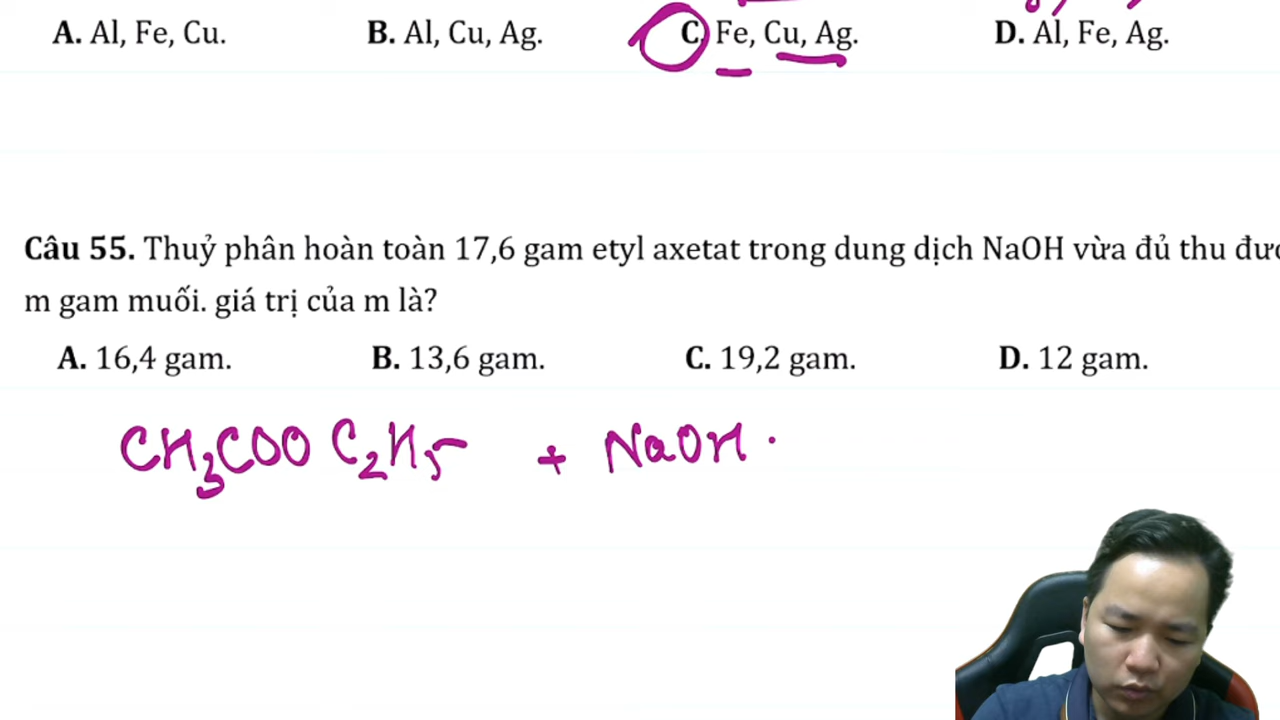 A. Al, Fe, Cu. B. Al, Cu, Ag. C. Fe, Cu, Ag. D. Al, Fe, Ag.
Câu 55. Thuỷ phân hoàn toàn 17,6 gam etyl axetat trong dung dịch NaOH vừa đủ thu
m gam muối. giá trị của m là?
A. 16,4 gam. B. 13,6 gam. C. 19,2 gam. D. 12 gam.
CH3COO C2H5 + NaOH